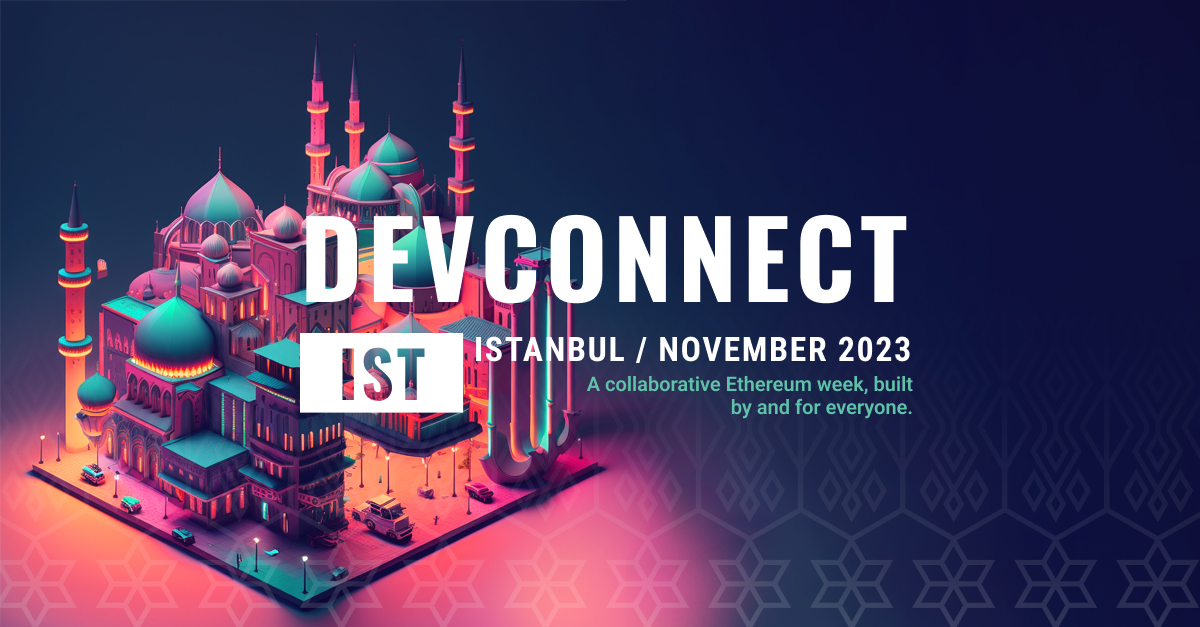 DEVCONNECT
IST
ISTANBUL / NOVEMBER 2023
A collaborative Ethereum week, built
by and for everyone.